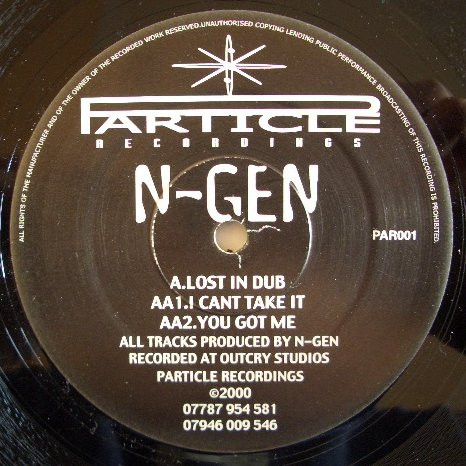 ALL RIGHTS OF THE MANUFACTURER AND OF THE OWNER OF THE RECORDED WORK RESERVED.UNAUTHORISED COPYING LENDING PUBLIC PERFORMANCE BROADCASTING OF THIS RECORD IS PROHIBITED.
PARTICLE
RECORDINGS
N-GEN
PAR001
A.LOST IN DUB
AA1.I CANT TAKE IT
AA2.YOU GOT ME
ALL TRACKS PRODUCED BY N-GEN
RECORDED AT OUTCRY STUDIOS
PARTICLE RECORDINGS
©2000
07787 954 581
07946 009 546